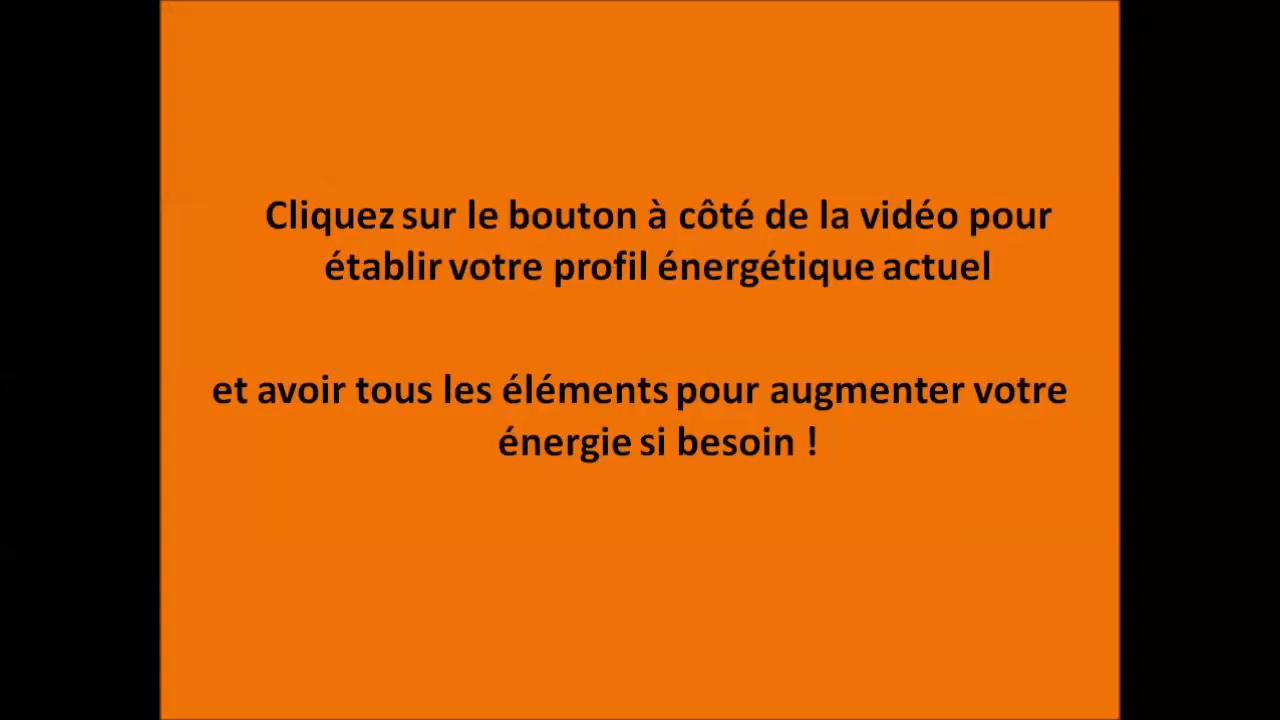 Cliquez sur le bouton à côté de la vidéo pour
établir votre profil énergétique actuel
et avoir tous les éléments pour augmenter votre
énergie si besoin !